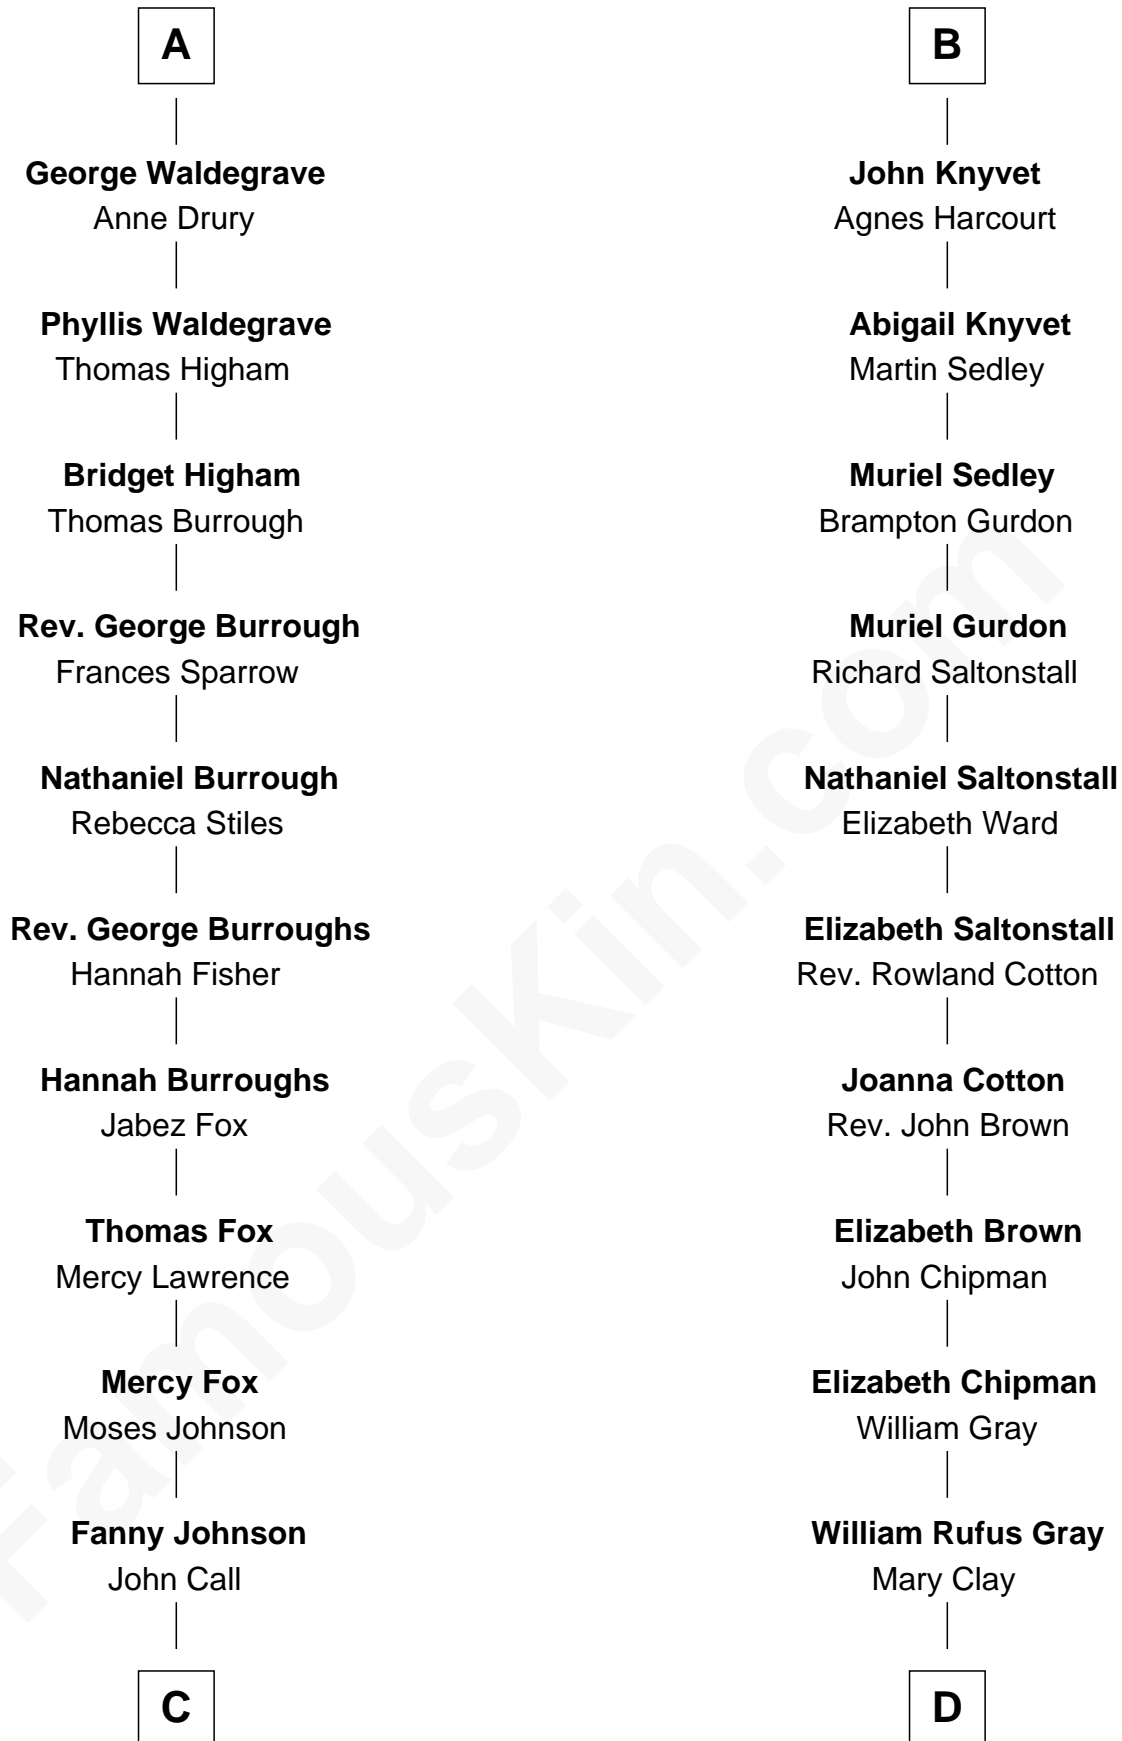 A
George Waldegrave
Anne Drury
Phyllis Waldegrave
Thomas Higham
Bridget Higham
Thomas Burrough
Rev. George Burrough
Frances Sparrow
Nathaniel Burrough
Rebecca Stiles
Rev. George Burroughs
Hannah Fisher
Hannah Burroughs
Jabez Fox
Thomas Fox
Mercy Lawrence
Mercy Fox
Moses Johnson
Fanny Johnson
John Call
C
B
John Knyvet
Agnes Harcourt
Abigail Knyvet
Martin Sedley
Muriel Sedley
Brampton Gurdon
Muriel Gurdon
Richard Saltonstall
Nathaniel Saltonstall
Elizabeth Ward
Elizabeth Saltonstall
Rev. Rowland Cotton
Joanna Cotton
Rev. John Brown
Elizabeth Brown
John Chipman
Elizabeth Chipman
William Gray
William Rufus Gray
Mary Clay
D
FamousKin.com